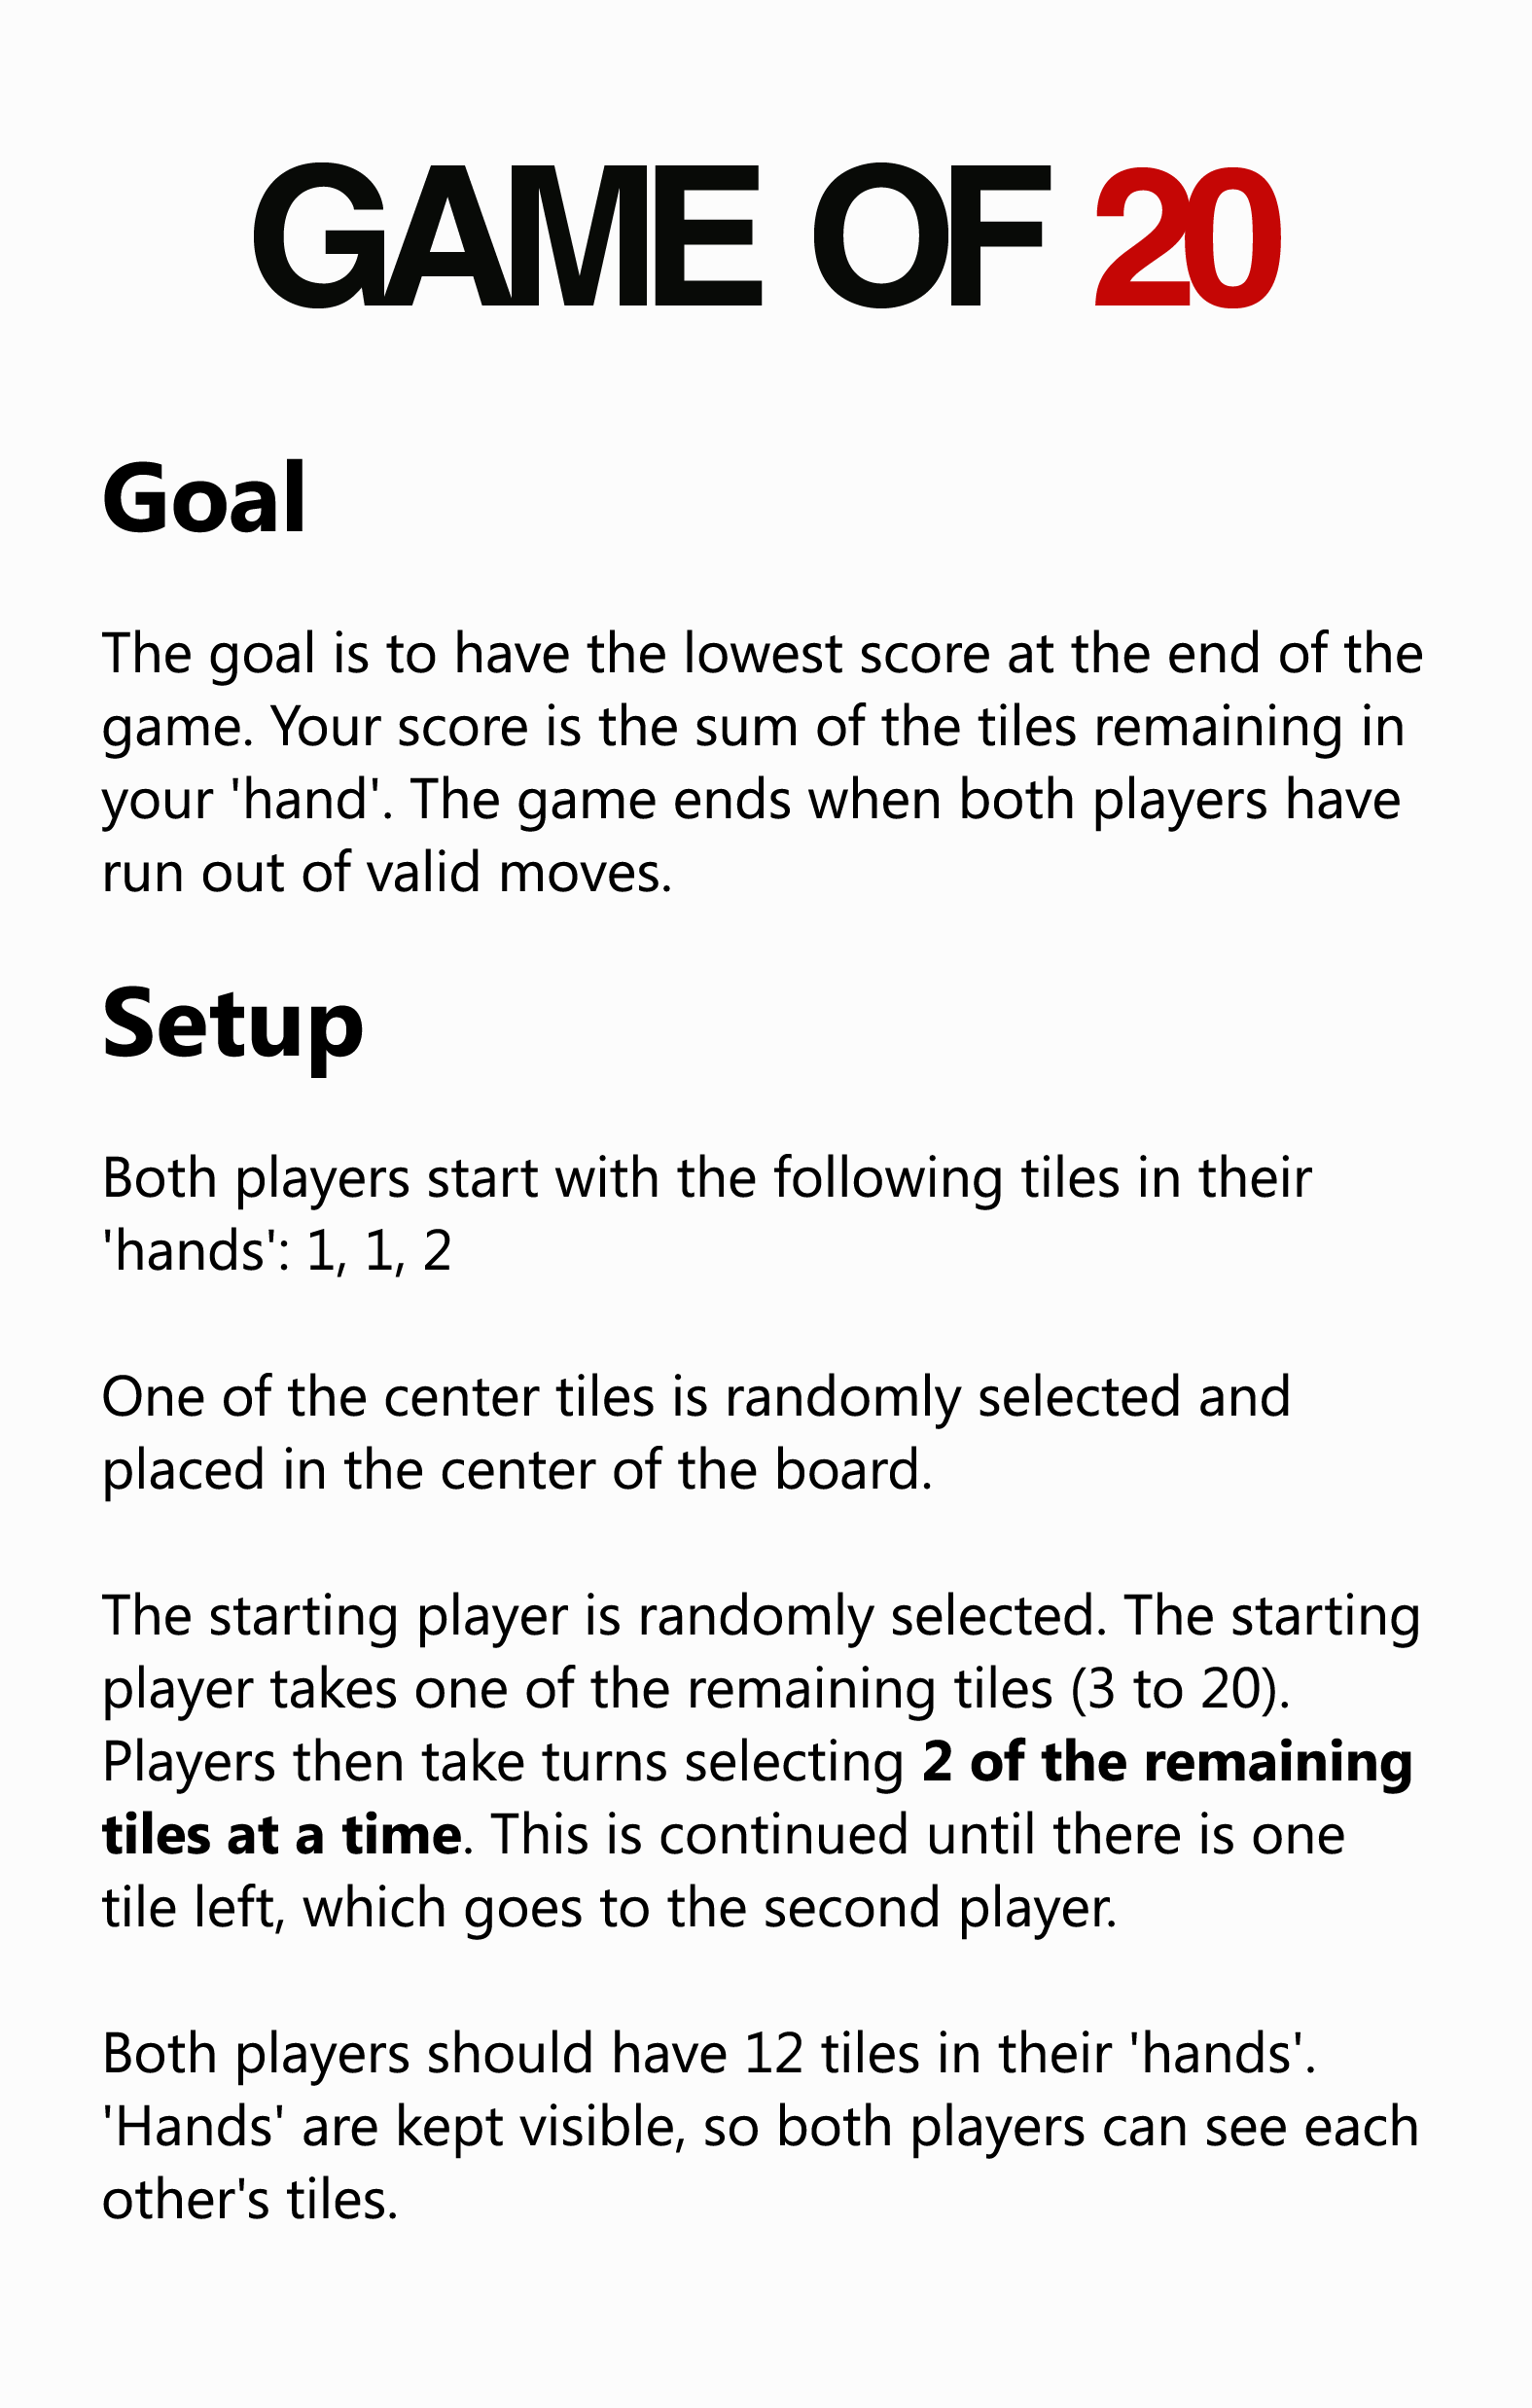 GAME OF 20
Goal
The goal is to have the lowest score at the end of the
game. Your score is the sum of the tiles remaining in
your 'hand'. The game ends when both players have
run out of valid moves.
Setup
Both players start with the following tiles in their
'hands': 1, 1, 2
One of the center tiles is randomly selected and
placed in the center of the board.
The starting player is randomly selected. The starting
player takes one of the remaining tiles (3 to 20).
Players then take turns selecting 2 of the remaining
tiles at a time. This is continued until there is one
tile left, which goes to the second player.
Both players should have 12 tiles in their 'hands'.
'Hands' are kept visible, so both players can see each
other's tiles.